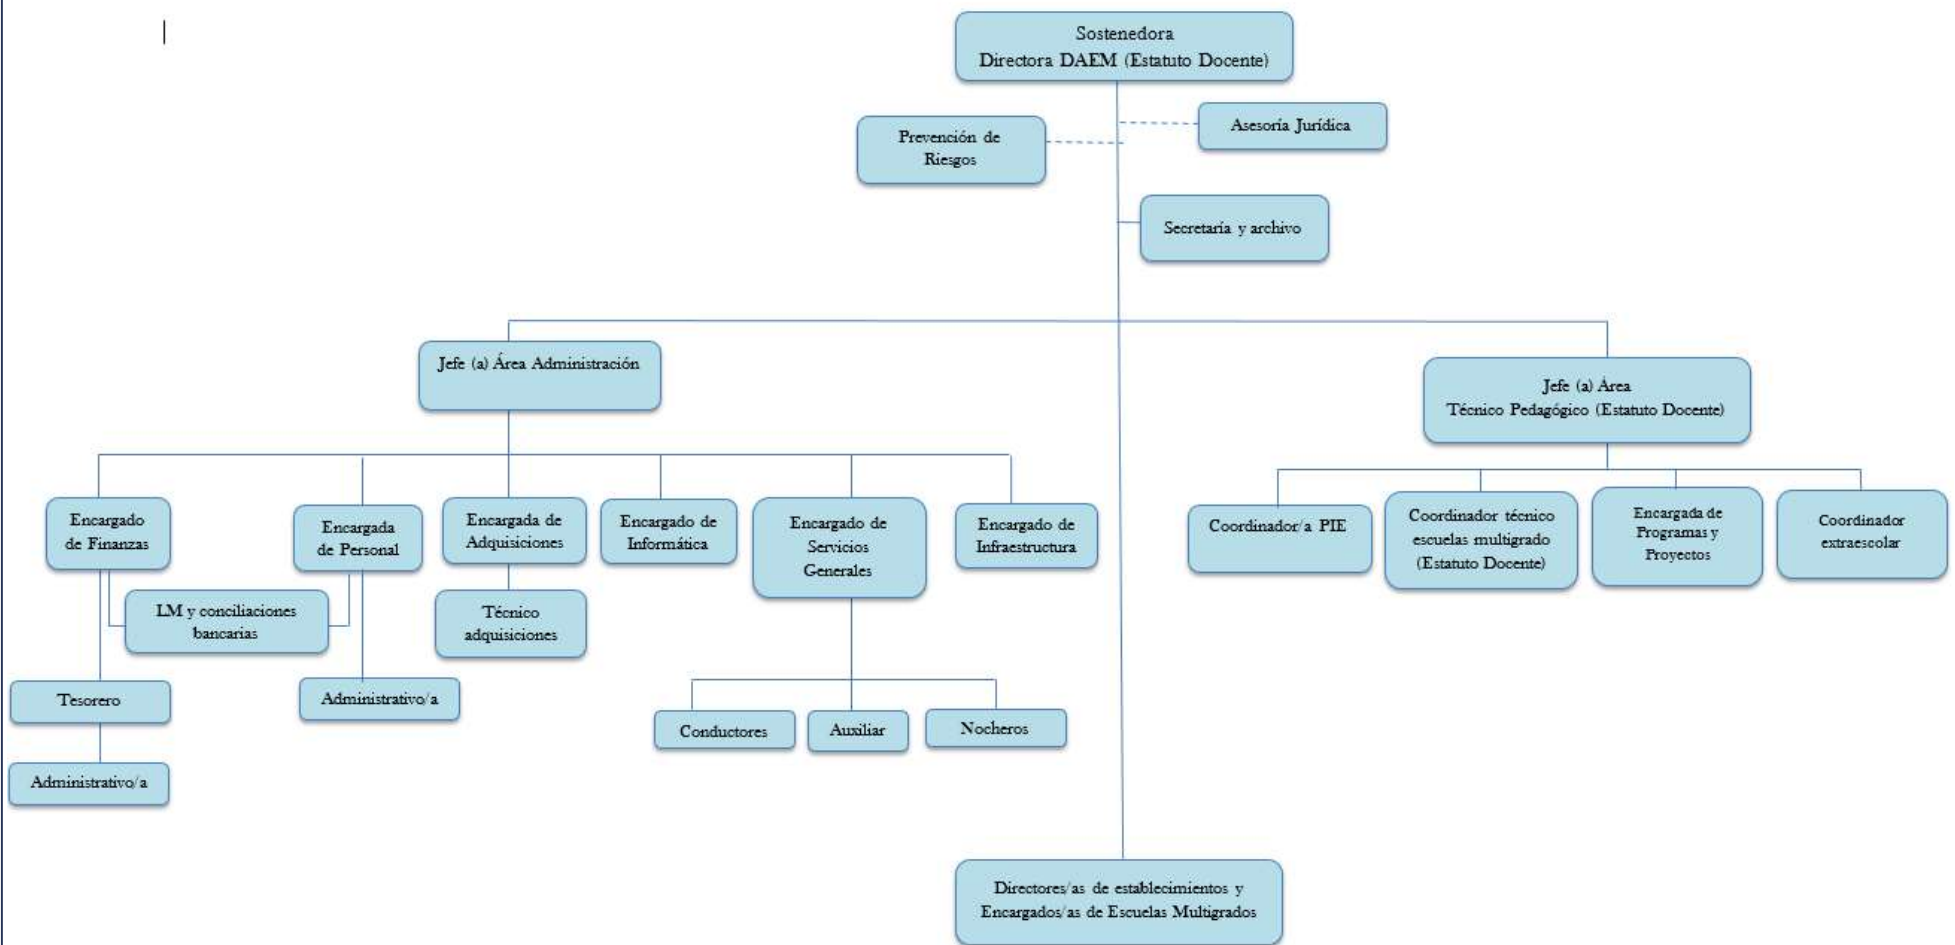 Sostenedora
Directora DAEM (Estatuto Docente)
Asesoría Jurídica
Prevención de
Riesgos
Secretaría y archivo
Jefe (a) Área Administración
Jefe (a) Área
Técnico Pedagógico (Estatuto Docente)
Encargado
de Finanzas
Encargada
de Personal
Encargada de
Adquisiciones
Encargado de
Informática
Encargado de
Servicios
Generales
Encargado de
Infraestructura
Coordinador/a PIE
Coordinador técnico
escuelas multigrado
(Estatuto Docente)
Encargada de
Programas y
Proyectos
Coordinador
extraescolar
LM y conciliaciones
bancarias
Técnico
adquisiciones
Tesorero
Administrativo/a
Conductores
Auxiliar
Nocheros
Administrativo/a
Directores/as de establecimientos y
Encargados/as de Escuelas Multigrados